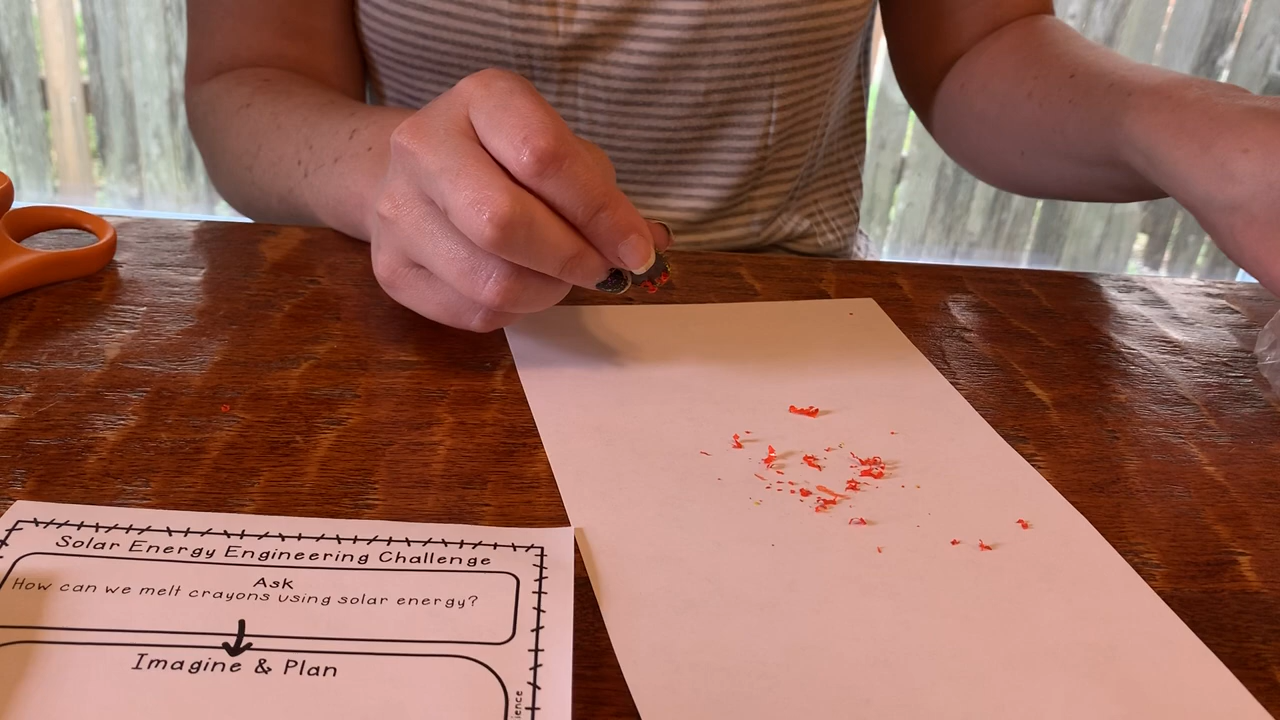 Solar Energy Engineering Challenge
Ask
How can we melt crayons using solar energy?
Imagine & Plan